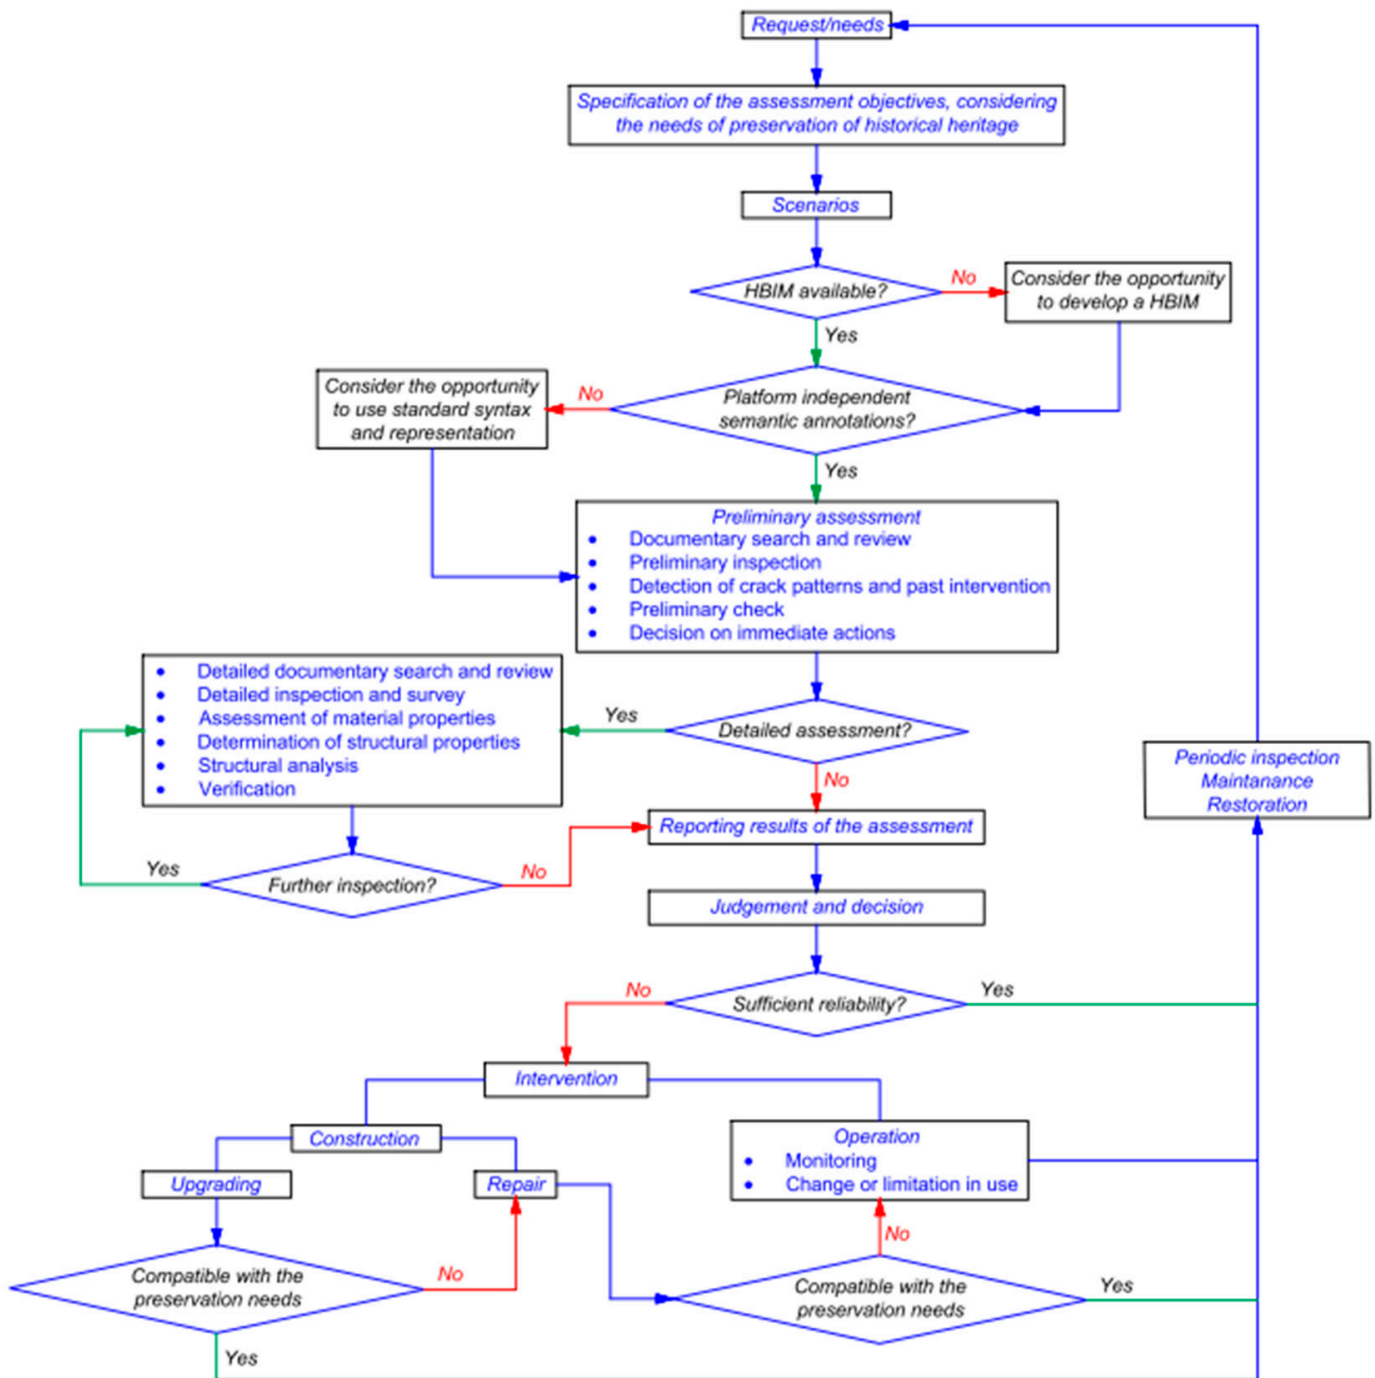 Request/needs
Specification of the assessment objectives, considering
the needs of preservation of historical heritage
Scenarios
HBIM available?
No
Consider the opportunity
to develop a HBIM
Yes
Consider the opportunity
to use standard syntax
and representation
No
Platform independent
semantic annotations?
Yes
Preliminary assessment
• Documentary search and review
• Preliminary inspection
• Detection of crack patterns and past intervention
• Preliminary check
• Decision on immediate actions
• Detailed documentary search and review
• Detailed inspection and survey
• Assessment of material properties
• Determination of structural properties
• Structural analysis
• Verification
Yes
Detailed assessment?
No
Periodic inspection
Maintanance
Restoration
Reporting results of the assessment
Yes
Further inspection?
No
Judgement and decision
No
Sufficient reliability?
Yes
Intervention
Construction
Operation
• Monitoring
• Change or limitation in use
Upgrading
Repair
No
Compatible with the
preservation needs
No
Compatible with the
preservation needs
Yes
Yes